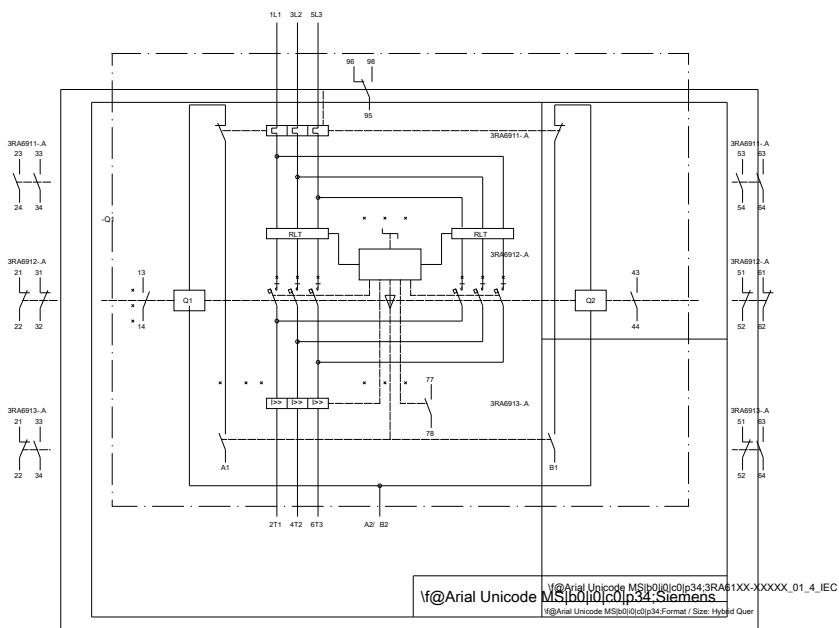 1L1 3L2 5L3
96 98
95
3RA6911-.A
23 33
24 34
3RA6911-.A
3RA6911-.A
53 63
54 64
-Q1
RLT RLT
3RA6912-.A
21 31
22 32
13
14
Q1
3RA6912-.A
Q2
43
44
3RA6912-.A
51 61
52 62
I>> I>> I>>
77
78
3RA6913-.A
21 33
22 34
3RA6913-.A
3RA6913-.A
51 63
52 64
A1
B1
2T1 4T2 6T3 A2/ B2
\f@Arial Unicode MS|b0|i0|c0|p34;3RA61XX-XXXXX_01_4_IEC
\f@Arial Unicode MS|b0|i0|c0|p34;Siemens
\f@Arial Unicode MS|b0|i0|c0|p34;Format / Size: Hybrid Quer